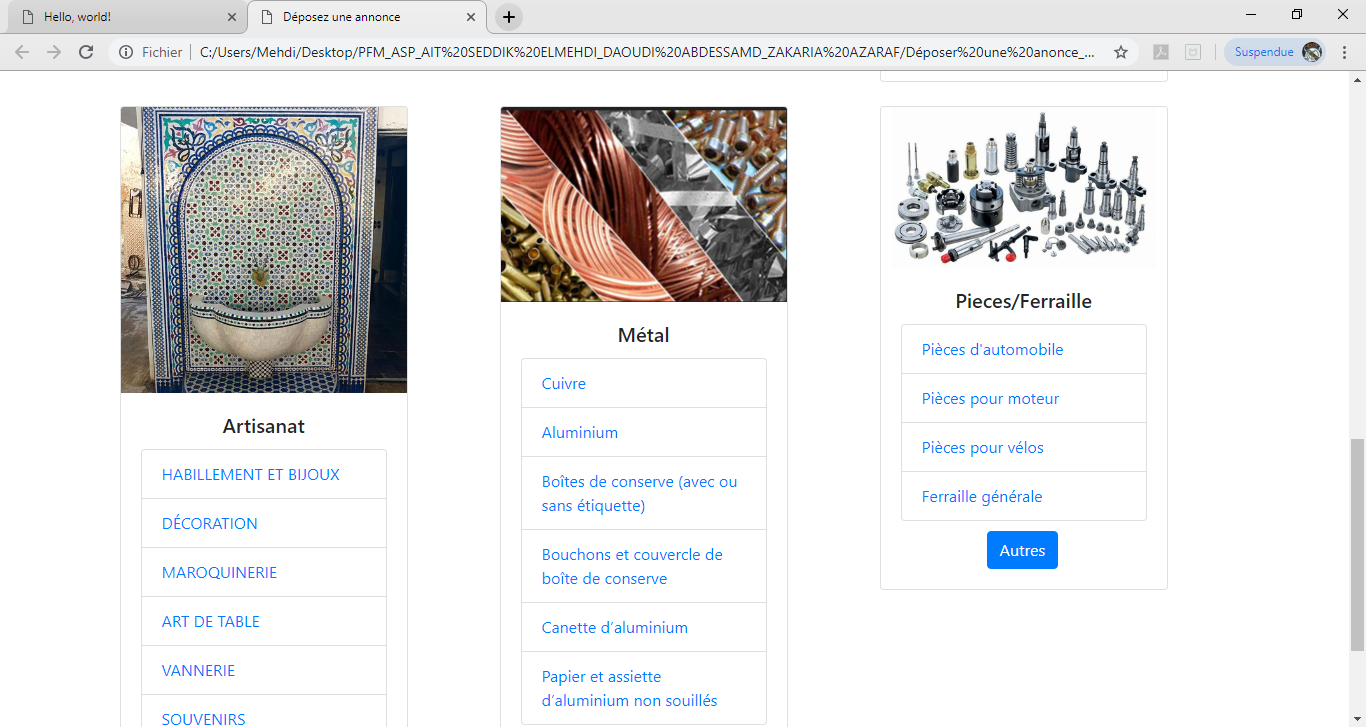 Hello, world!
Déposez une annonce
Fichier
C:/Users/Mehdi/Desktop/PFM_ASP_AIT%20SEDDIK%20ELMEHDI_DAOUDI%20ABDESSAMD_ZAKARIA%20AZARAF/Déposer%20une%20anonce_...
Suspendue
Artisanat
HABILLEMENT ET BIJOUX
DÉCORATION
MAROQUINERIE
ART DE TABLE
VANNERIE
SOUVENIRS
Métal
Cuivre
Aluminium
Boîtes de conserve (avec ou
sans étiquette)
Bouchons et couvercle de
boîte de conserve
Canette d’aluminium
Papier et assiette
d’aluminium non souillés
Pieces/Ferraille
Pièces d'automobile
Pièces pour moteur
Pièces pour vélos
Ferraille générale
Autres